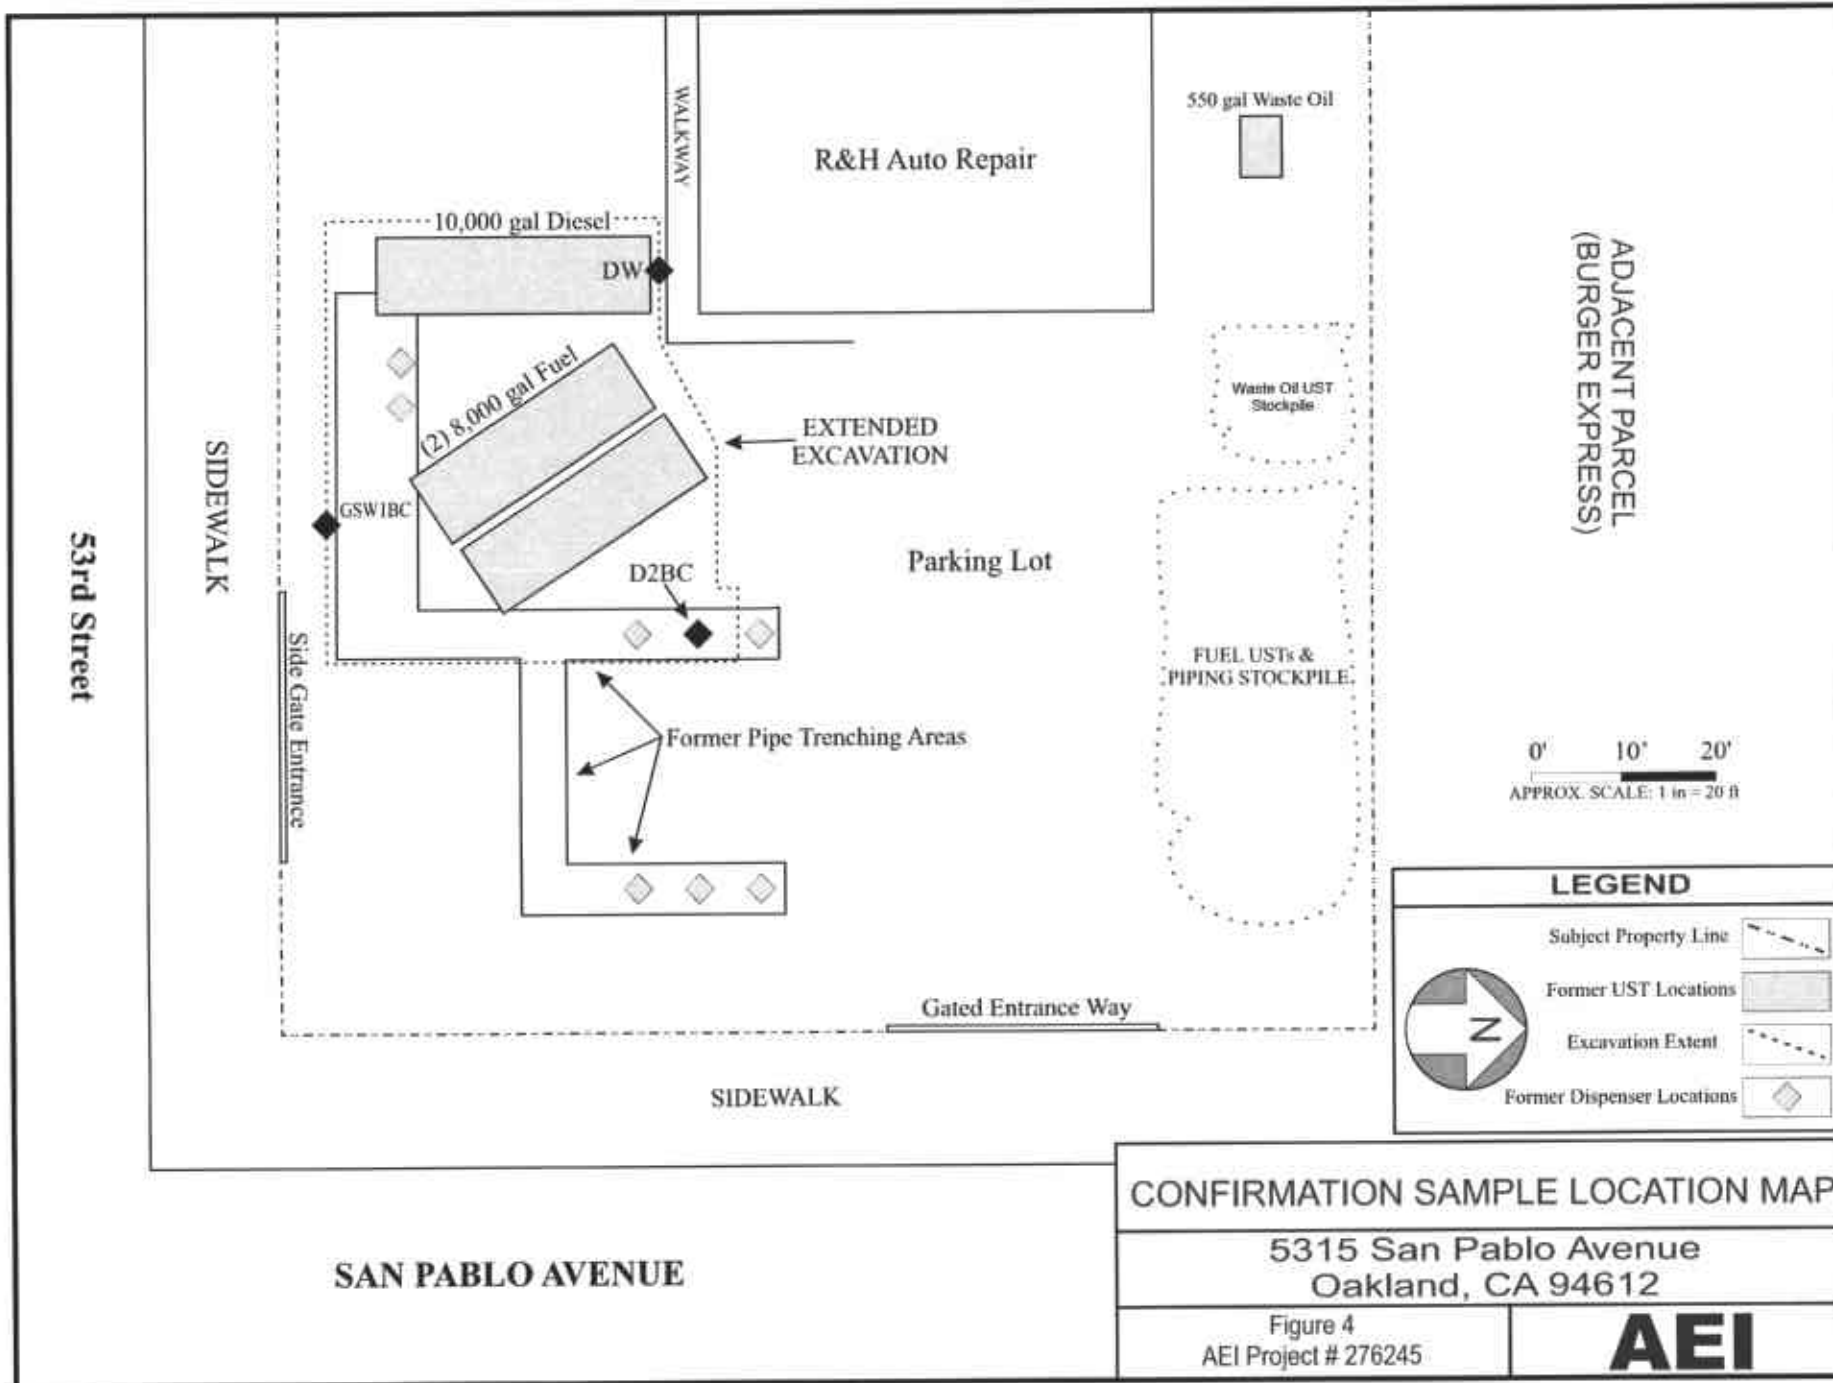 550 gal Waste Oil
WALKWAY
R&H Auto Repair
10,000 gal Diesel
DW
ADJACENT PARCEL
(BURGER EXPRESS)
(2) 8,000 gal Fuel
Waste Oil UST
Stockpile
EXTENDED
EXCAVATION
SIDEWALK
GSW1BC
53rd Street
Parking Lot
D2BC
Side Gate Entrance
FUEL USTs &
PIPING STOCKPILE
Former Pipe Trenching Areas
0' 10' 20'
APPROX. SCALE: 1 in = 20 ft
LEGEND
Subject Property Line
Former UST Locations
N
Excavation Extent
Former Dispenser Locations
Gated Entrance Way
SIDEWALK
SAN PABLO AVENUE
CONFIRMATION SAMPLE LOCATION MAP
5315 San Pablo Avenue
Oakland, CA 94612
Figure 4
AEI Project # 276245
AEI